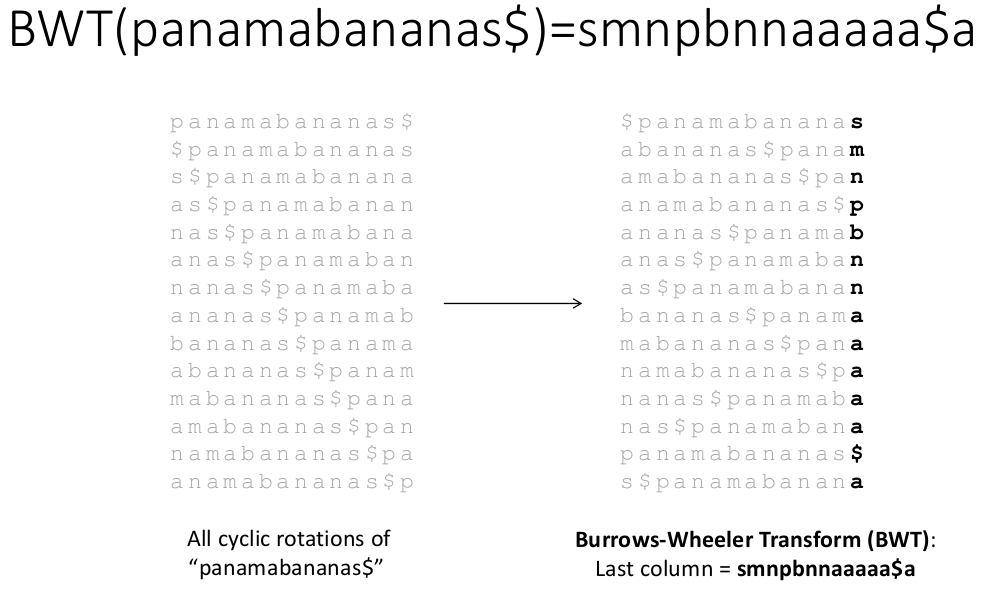 BWT(panamabananas$)=smnpbnnaaaaa$a
panamabananas$
$panamabananas
s$panamabanana
as$panamabanan
nas$panamabana
anas$panamaban
nanas$panamaba
ananas$panamab
bananas$panama
abananas$panam
mabananas$pana
amabananas$pan
namabananas$pa
anamabananas$p
All cyclic rotations of
“panamabananas$”
$panamabananas
abananas$panam
amabananas$pan
anamabananas$p
ananas$panamab
anas$panamaban
as$panamabanan
bananas$panama
mabananas$pana
namabananas$pa
nanas$panamaba
nas$panamabana
panamabananas$
s$panamabanana
Burrows-Wheeler Transform (BWT):
Last column = smnpbnnaaaaa$a